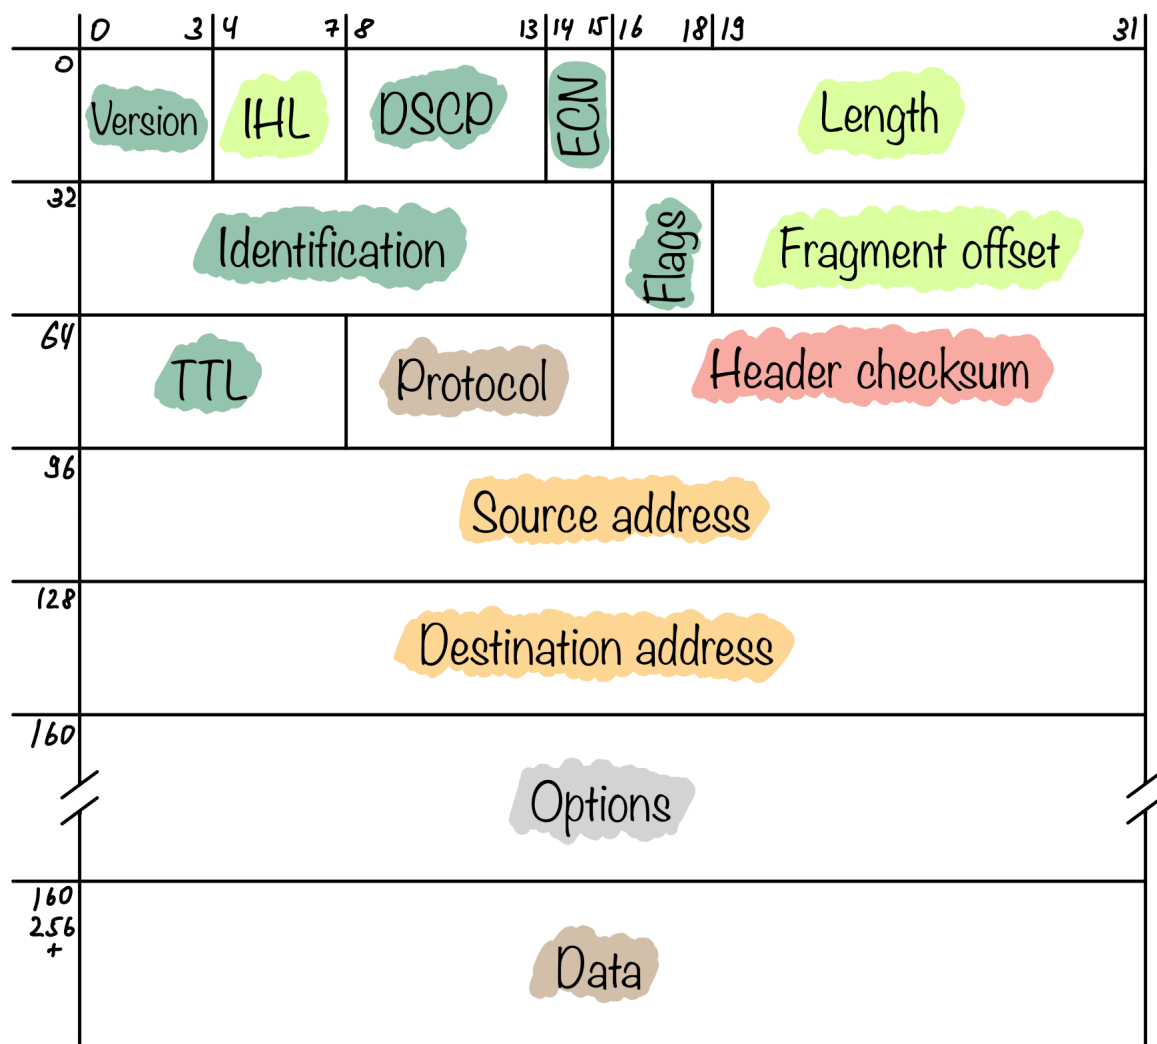 0 3 4 7 8 13 14 15 16 18 19 31
0
Version IHL DSCP ECN Length
32
Identification Flags Fragment offset
64
TTL Protocol Header checksum
96
Source address
128
Destination address
160
Options
160
256
+
Data